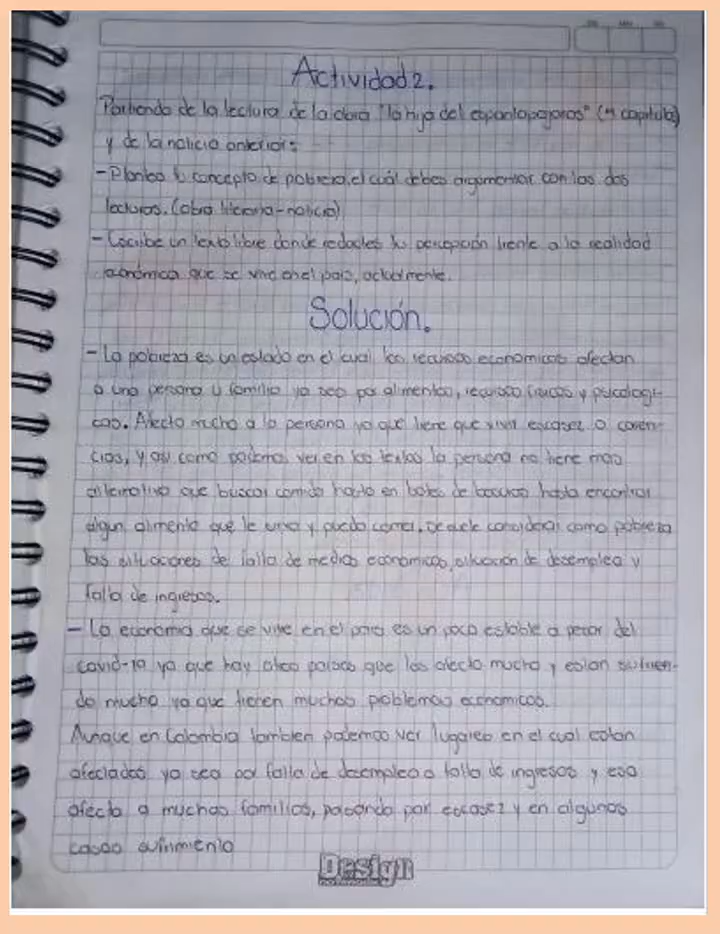 Actividad 2.
Partiendo de la lectura de la obra "la hija del espantapajaros" (4 capitulo)
y de la noticia anterior:
- Plantea tu concepto de pobreza, el cuál debes argumentar con las dos
lecturas. (obra literaria - noticia)
- Escribe un texto libre donde redactes tu percepción frente a la realidad
económica que se vive en el país, actualmente.
Solución.
- La pobreza es un estado en el cual los recursos economicos afectan
a una persona u familia ya sea por alimentos, recursos fisicos y psicologi-
cos. Afecta mucho a la persona ya que tiene que vivir escasez o caren-
cias, y asi como podemos ver en los textos la persona no tiene mas
alternativa que buscar comida hasta en botes de basura hasta encontrar
algun alimento que le sirva y pueda comer. Se suele considerar como pobreza
las situaciones de falta de medios economicos, situación de desempleo y
falta de ingresos.
- La economia que se vive en el pais es un poco estable a pesar del
covid-19 ya que hay otros paises que los afecto mucho y estan sufrien-
do mucho ya que tienen muchos problemas economicos.
Aunque en Colombia tambien podemos ver lugares en el cual estan
afectados ya sea por falta de desempleo o falta de ingresos y eso
afecta a muchas familias, pasando por escasez y en algunos
casos sufrimiento
Design